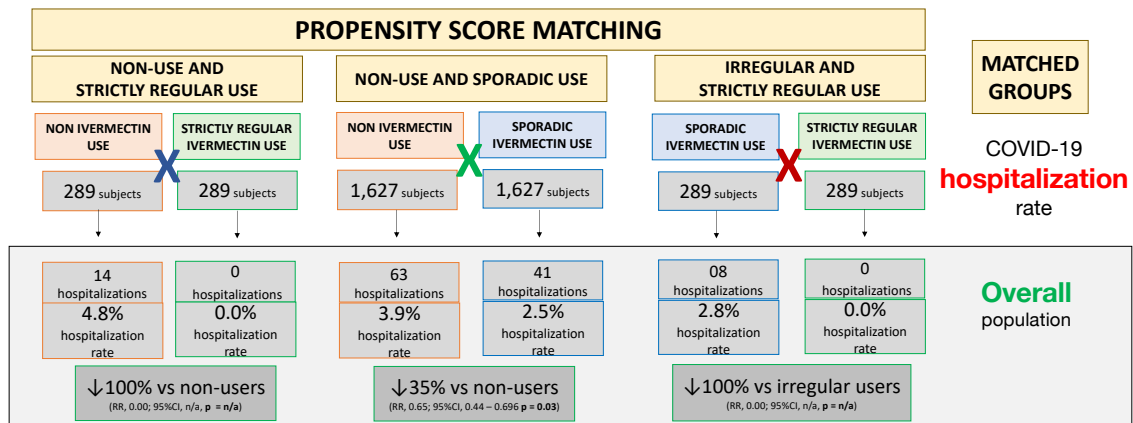 PROPENSITY SCORE MATCHING
NON-USE AND
STRICTLY REGULAR USE
NON-USE AND SPORADIC USE
IRREGULAR AND
STRICTLY REGULAR USE
MATCHED
GROUPS
NON IVERMECTIN
USE
STRICTLY REGULAR
IVERMECTIN USE
NON IVERMECTIN
USE
SPORADIC
IVERMECTIN USE
SPORADIC
IVERMECTIN USE
STRICTLY REGULAR
IVERMECTIN USE
X
X
X
289 subjects
289 subjects
1,627 subjects
1,627 subjects
289 subjects
289 subjects
COVID-19
hospitalization
rate
14
hospitalizations
4.8%
hospitalization
rate
0
hospitalizations
0.0%
hospitalization
rate
63
hospitalizations
3.9%
hospitalization
rate
41
hospitalizations
2.5%
hospitalization
rate
08
hospitalizations
2.8%
hospitalization
rate
0
hospitalizations
0.0%
hospitalization
rate
Overall
population
↓100% vs non-users
(RR, 0.00; 95%CI, n/a, p = n/a)
↓35% vs non-users
(RR, 0.65; 95%CI, 0.44 – 0.696 p = 0.03)
↓100% vs irregular users
(RR, 0.00; 95%CI, n/a, p = n/a)